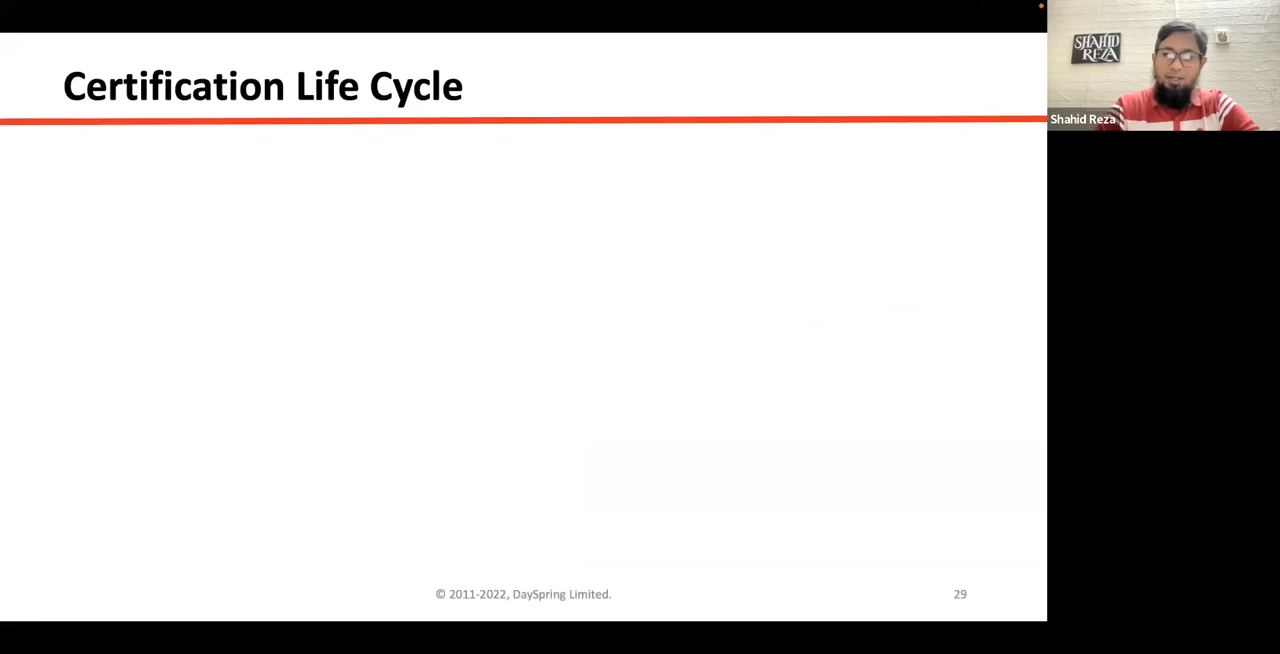 Certification Life Cycle
SHAHID
REZA
Shahid Reza
© 2011-2022, DaySpring Limited.
29